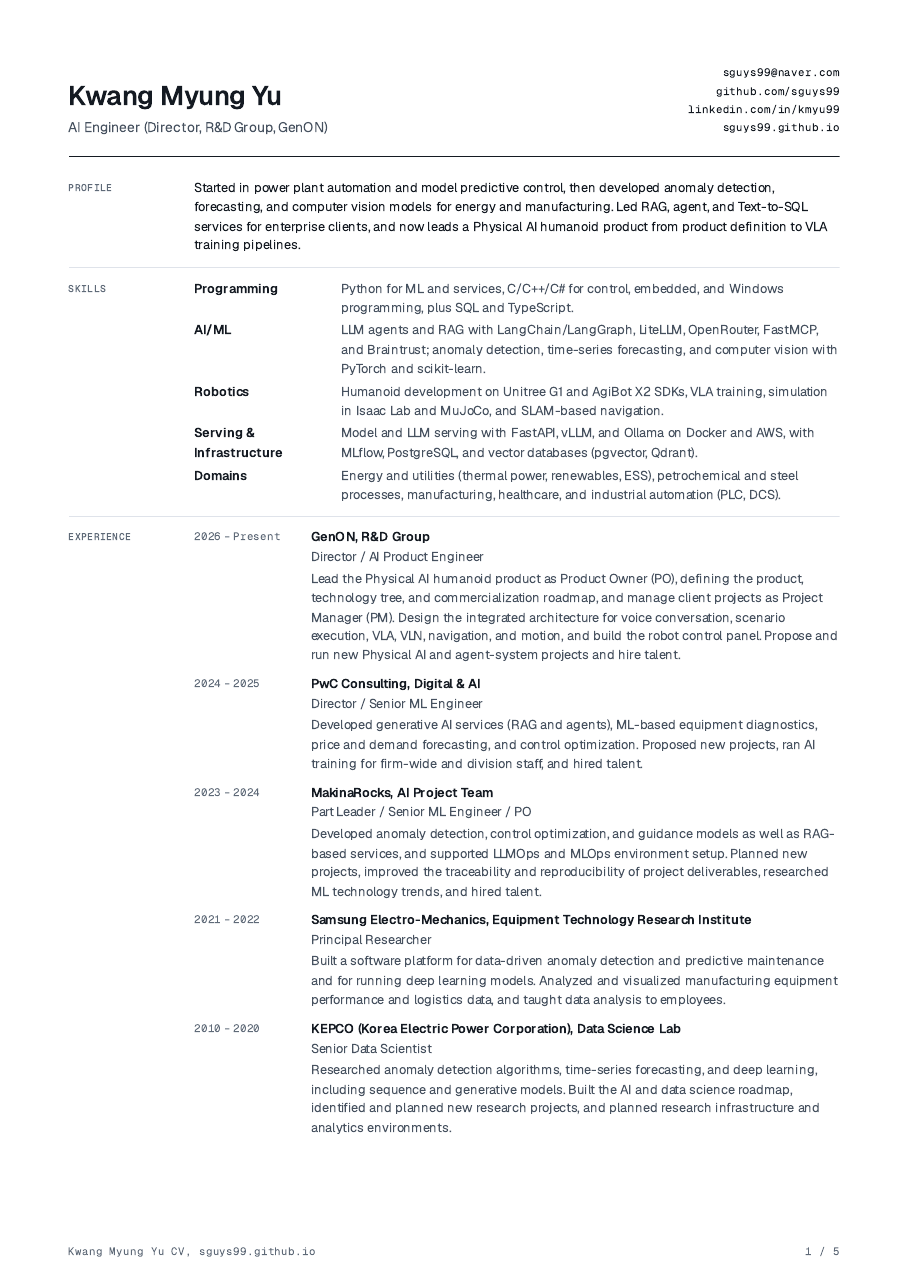 Kwang Myung Yu
AI Engineer (Director, R&D Group, GenON)
sguys99@naver.com
github.com/sguys99
linkedin.com/in/kmyu99
sguys99.github.io
PROFILE
Started in power plant automation and model predictive control, then developed anomaly detection,
forecasting, and computer vision models for energy and manufacturing. Led RAG, agent, and Text-to-SQL
services for enterprise clients, and now leads a Physical AI humanoid product from product definition to VLA
training pipelines.
SKILLS
Programming
Python for ML and services, C/C++/C# for control, embedded, and Windows
programming, plus SQL and TypeScript.
AI/ML
LLM agents and RAG with LangChain/LangGraph, LiteLLM, OpenRouter, FastMCP,
and Braintrust; anomaly detection, time-series forecasting, and computer vision with
PyTorch and scikit-learn.
Robotics
Humanoid development on Unitree G1 and AgiBot X2 SDKs, VLA training, simulation
in Isaac Lab and MuJoCo, and SLAM-based navigation.
Serving &
Infrastructure
Model and LLM serving with FastAPI, vLLM, and Ollama on Docker and AWS, with
MLflow, PostgreSQL, and vector databases (pgvector, Qdrant).
Domains
Energy and utilities (thermal power, renewables, ESS), petrochemical and steel
processes, manufacturing, healthcare, and industrial automation (PLC, DCS).
EXPERIENCE
2026 – Present
GenON, R&D Group
Director / AI Product Engineer
Lead the Physical AI humanoid product as Product Owner (PO), defining the product,
technology tree, and commercialization roadmap, and manage client projects as Project
Manager (PM). Design the integrated architecture for voice conversation, scenario
execution, VLA, VLN, navigation, and motion, and build the robot control panel. Propose and
run new Physical AI and agent-system projects and hire talent.
2024 – 2025
PwC Consulting, Digital & AI
Director / Senior ML Engineer
Developed generative AI services (RAG and agents), ML-based equipment diagnostics,
price and demand forecasting, and control optimization. Proposed new projects, ran AI
training for firm-wide and division staff, and hired talent.
2023 – 2024
MakinaRocks, AI Project Team
Part Leader / Senior ML Engineer / PO
Developed anomaly detection, control optimization, and guidance models as well as RAG-
based services, and supported LLMOps and MLOps environment setup. Planned new
projects, improved the traceability and reproducibility of project deliverables, researched
ML technology trends, and hired talent.
2021 – 2022
Samsung Electro-Mechanics, Equipment Technology Research Institute
Principal Researcher
Built a software platform for data-driven anomaly detection and predictive maintenance
and for running deep learning models. Analyzed and visualized manufacturing equipment
performance and logistics data, and taught data analysis to employees.
2010 – 2020
KEPCO (Korea Electric Power Corporation), Data Science Lab
Senior Data Scientist
Researched anomaly detection algorithms, time-series forecasting, and deep learning,
including sequence and generative models. Built the AI and data science roadmap,
identified and planned new research projects, and planned research infrastructure and
analytics environments.
Kwang Myung Yu CV, sguys99.github.io
1 / 5